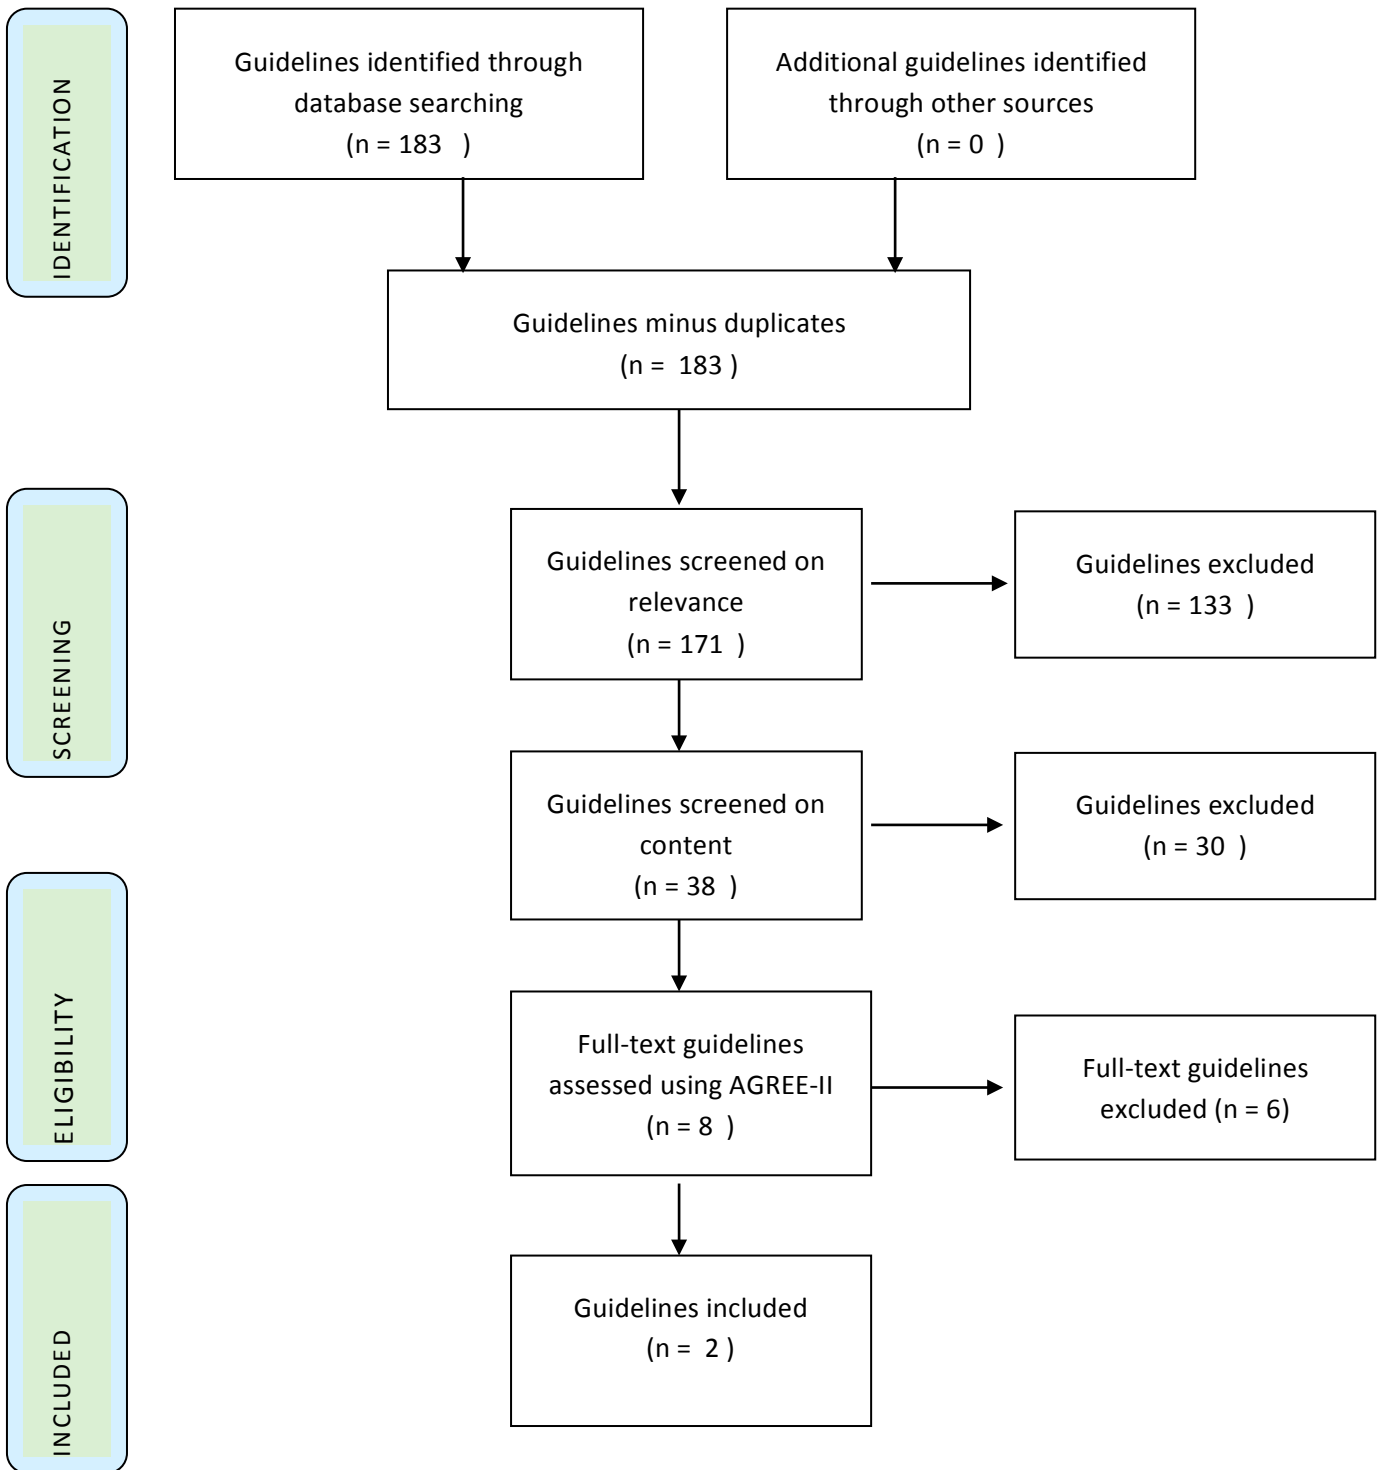 IDENTIFICATION
Guidelines identified through
database searching
(n = 183   )
Additional guidelines identified
through other sources
(n = 0  )
Guidelines minus duplicates
(n =  183 )
SCREENING
Guidelines screened on
relevance
(n = 171  )
Guidelines excluded
(n = 133  )
Guidelines screened on
content
(n = 38  )
Guidelines excluded
(n = 30  )
ELIGIBILITY
Full-text guidelines
assessed using AGREE-II
(n = 8  )
Full-text guidelines
excluded (n = 6)
INCLUDED
Guidelines included
(n =  2 )